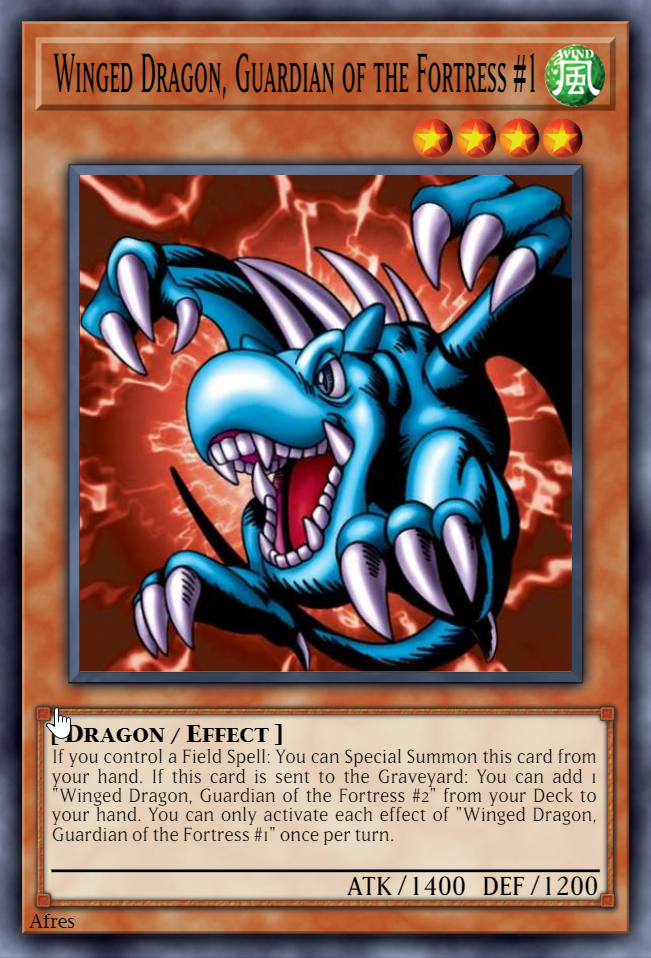 Winged Dragon, Guardian of the Fortress #1
WIND
風
[ Dragon / Effect ]
If you control a Field Spell: You can Special Summon this card from
your hand. If this card is sent to the Graveyard: You can add 1
"Winged Dragon, Guardian of the Fortress #2" from your Deck to
your hand. You can only activate each effect of "Winged Dragon,
Guardian of the Fortress #1" once per turn.
ATK / 1400 DEF / 1200
Afres